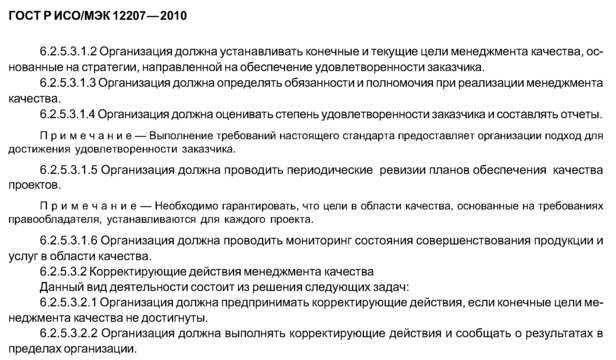 ГОСТ Р ИСО/МЭК 12207—2010
6.2.5.3.1.2 Организация должна устанавливать конечные и текущие цели менеджмента качества, ос-
нованные на стратегии, направленной на обеспечение удовлетворенности заказчика.
6.2.5.3.1.3 Организация должна определять обязанности и полномочия при реализации менеджмента
качества.
6.2.5.3.1.4 Организация должна оценивать степень удовлетворенности заказчика и составлять отчеты.
П р и м е ч а н и е — Выполнение требований настоящего стандарта предоставляет организации подход для
достижения удовлетворенности заказчика.
6.2.5.3.1.5 Организация должна проводить периодические ревизии планов обеспечения качества
проектов.
П р и м е ч а н и е — Необходимо гарантировать, что цели в области качества, основанные на требованиях
правообладателя, устанавливаются для каждого проекта.
6.2.5.3.1.6 Организация должна проводить мониторинг состояния совершенствования продукции и
услуг в области качества.
6.2.5.3.2 Корректирующие действия менеджмента качества
Данный вид деятельности состоит из решения следующих задач:
6.2.5.3.2.1 Организация должна предпринимать корректирующие действия, если конечные цели ме-
неджмента качества не достигнуты.
6.2.5.3.2.2 Организация должна выполнять корректирующие действия и сообщать о результатах в
пределах организации.